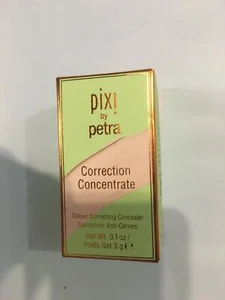 pixi
by
petra
Correction
Concentrate
Colour Correcting Concealer
Correcteur Anti-Cernes
Net Wt. 0.1 oz /
Poids Net 3 g ℮